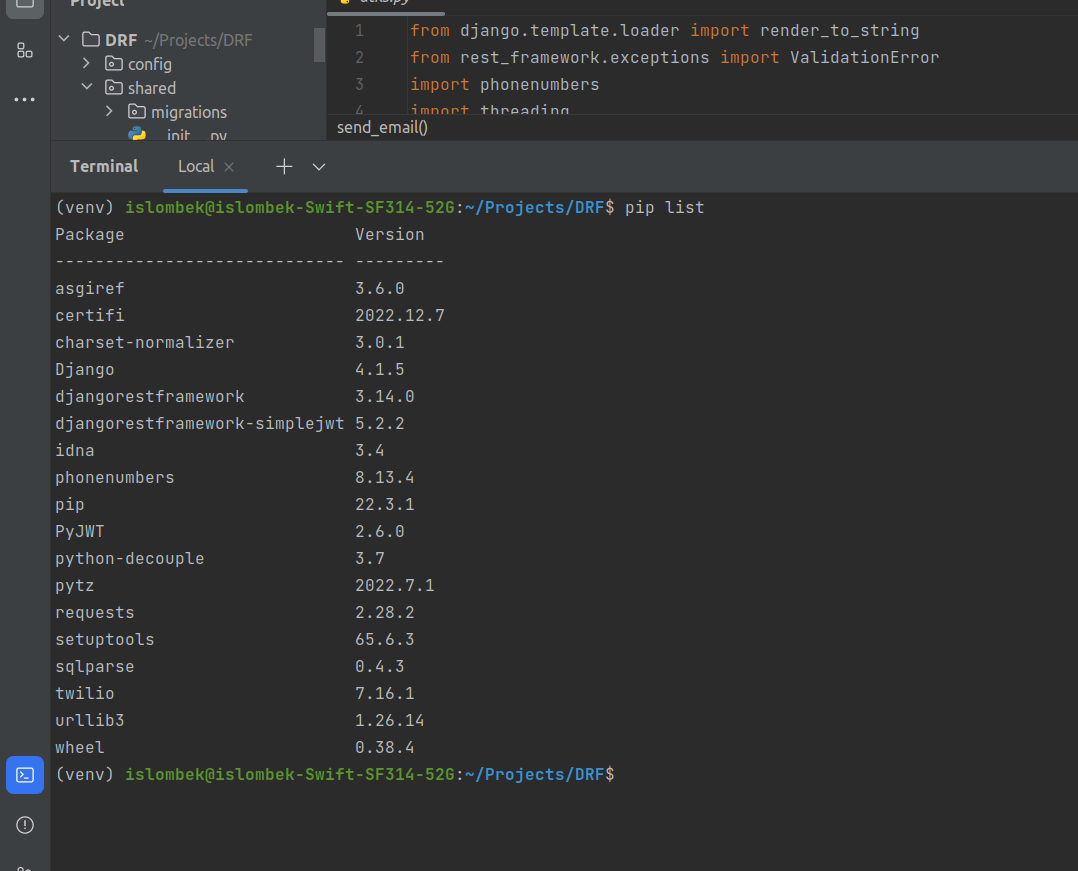 Project
DRF ~/Projects/DRF
config
shared
migrations
1 from django.template.loader import render_to_string
2 from rest_framework.exceptions import ValidationError
3 import phonenumbers
4 import threading
send_email()
Terminal Local
(venv) islombek@islombek-Swift-SF314-52G:~/Projects/DRF$ pip list
Package Version
----------------------------- ---------
asgiref 3.6.0
certifi 2022.12.7
charset-normalizer 3.0.1
Django 4.1.5
djangorestframework 3.14.0
djangorestframework-simplejwt 5.2.2
idna 3.4
phonenumbers 8.13.4
pip 22.3.1
PyJWT 2.6.0
python-decouple 3.7
pytz 2022.7.1
requests 2.28.2
setuptools 65.6.3
sqlparse 0.4.3
twilio 7.16.1
urllib3 1.26.14
wheel 0.38.4
(venv) islombek@islombek-Swift-SF314-52G:~/Projects/DRF$